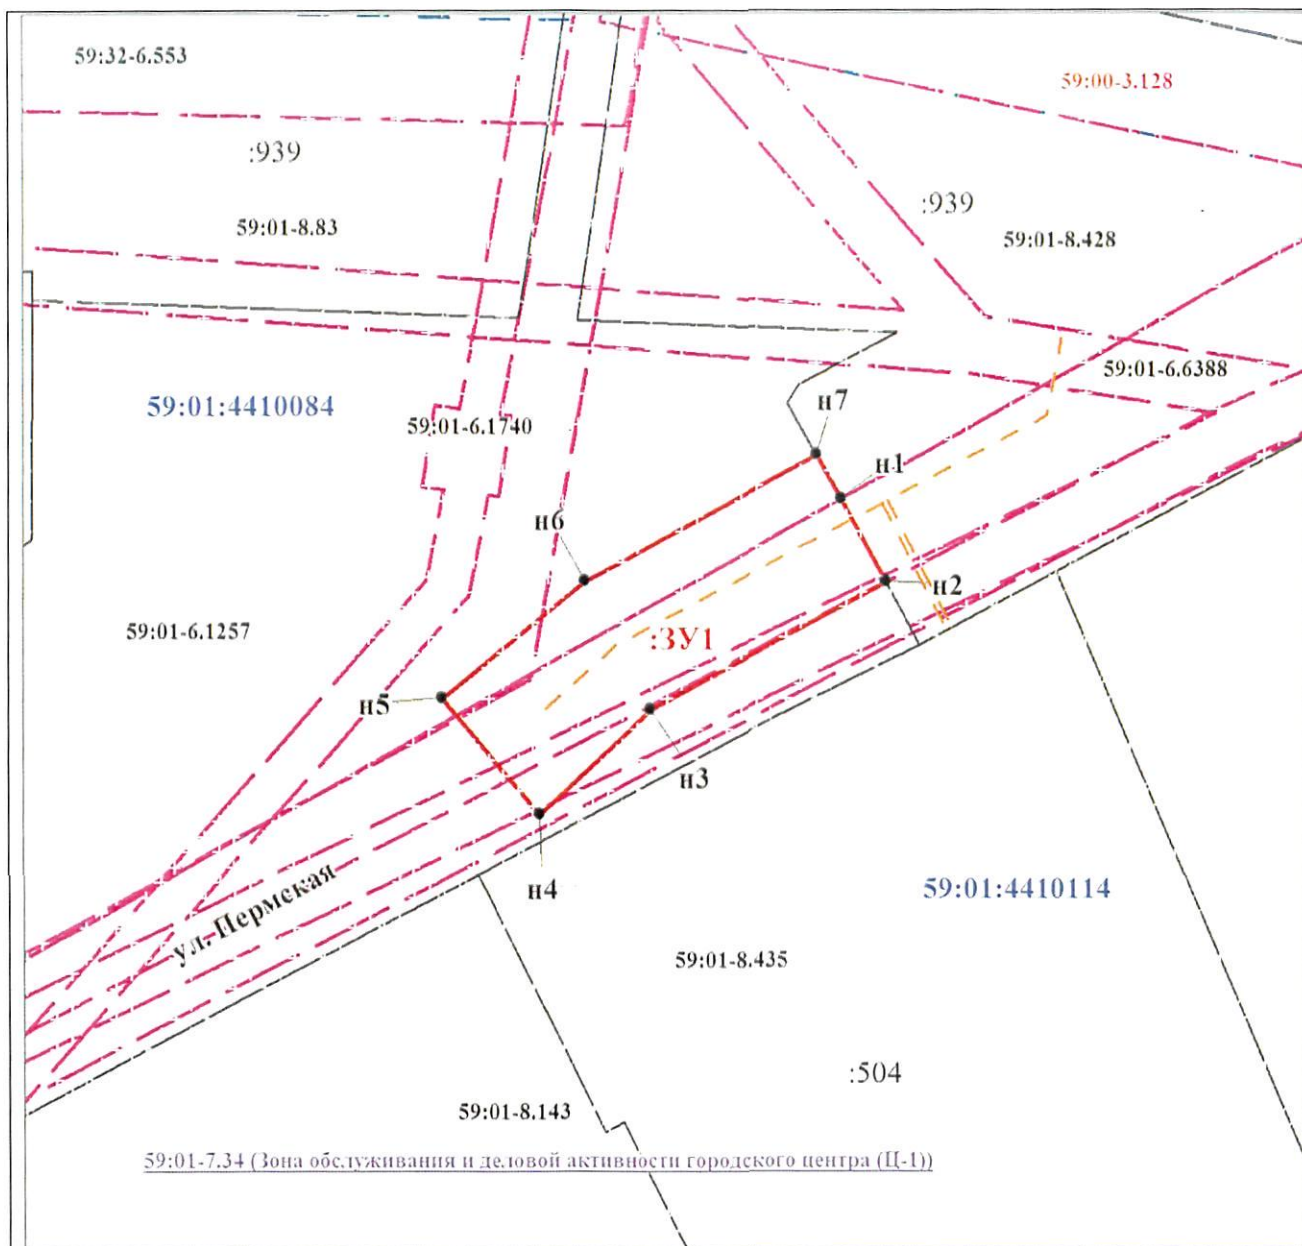 59:32-6.553
59:00-3.128
:939
:939
59:01-8.83
59:01-8.428
59:01-6.6388
59:01:4410084
н7
59:01-6.1740
н1
н6
н2
59:01-6.1257
:ЗУ1
н5
н3
н4
59:01:4410114
ул. Пермская
59:01-8.435
:504
59:01-8.143
59:01-7.34 (Зона обслуживания и деловой активности городского центра (Ц-1))